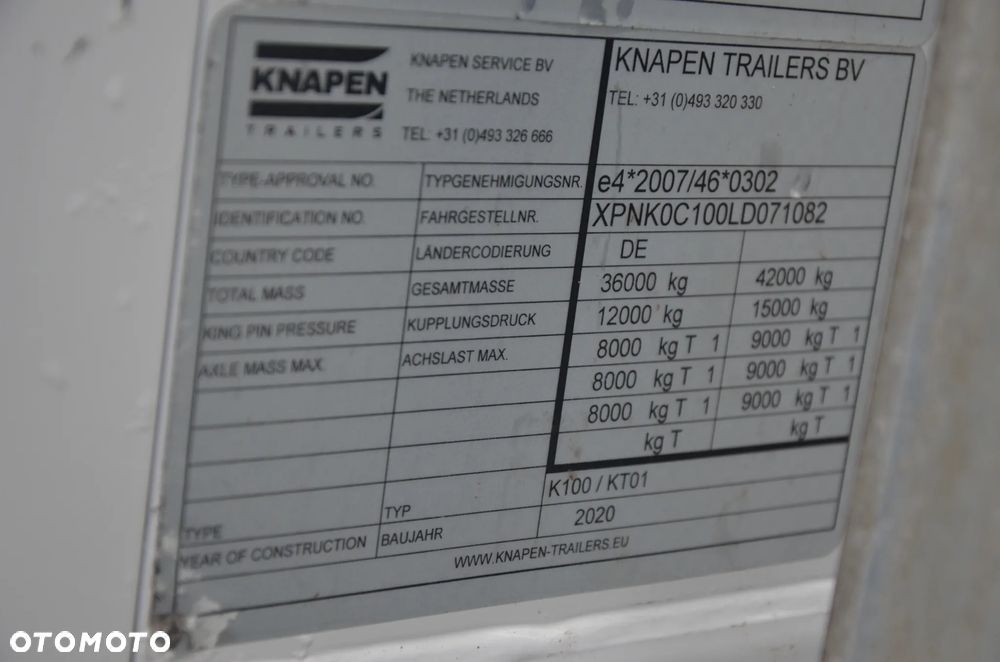 KNAPEN
TRAILERS
KNAPEN SERVICE BV
THE NETHERLANDS
TEL: +31 (0)493 326 666
KNAPEN TRAILERS BV
TEL: +31 (0)493 320 330
TYPE-APPROVAL NO. TYPGENEHMIGUNGSNR. e4*2007/46*0302
IDENTIFICATION NO. FAHRGESTELLNR. XPNK0C100LD071082
COUNTRY CODE LÄNDERCODIERUNG DE
TOTAL MASS GESAMTMASSE 36000 kg 42000 kg
KING PIN PRESSURE KUPPLUNGSDRUCK 12000 kg 15000 kg
AXLE MASS MAX. ACHSLAST MAX. 8000 kg T 1 9000 kg T 1
8000 kg T 1 9000 kg T 1
8000 kg T 1 9000 kg T 1
kg T kg T
TYPE TYP K100 / KT01
YEAR OF CONSTRUCTION BAUJAHR 2020
WWW.KNAPEN-TRAILERS.EU
OTOMOTO